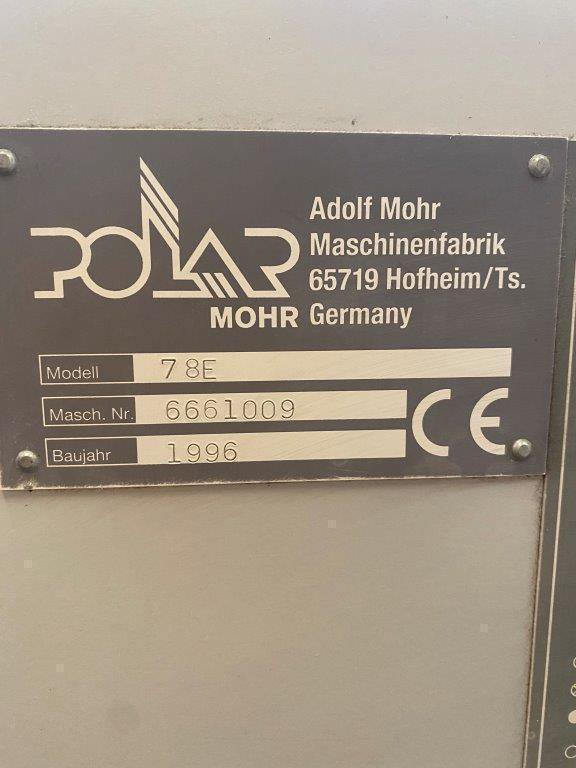 POLAR
MOHR
Adolf Mohr
Maschinenfabrik
65719 Hofheim/Ts.
Germany
Modell 78E
Masch. Nr. 6661009
Baujahr 1996
CE